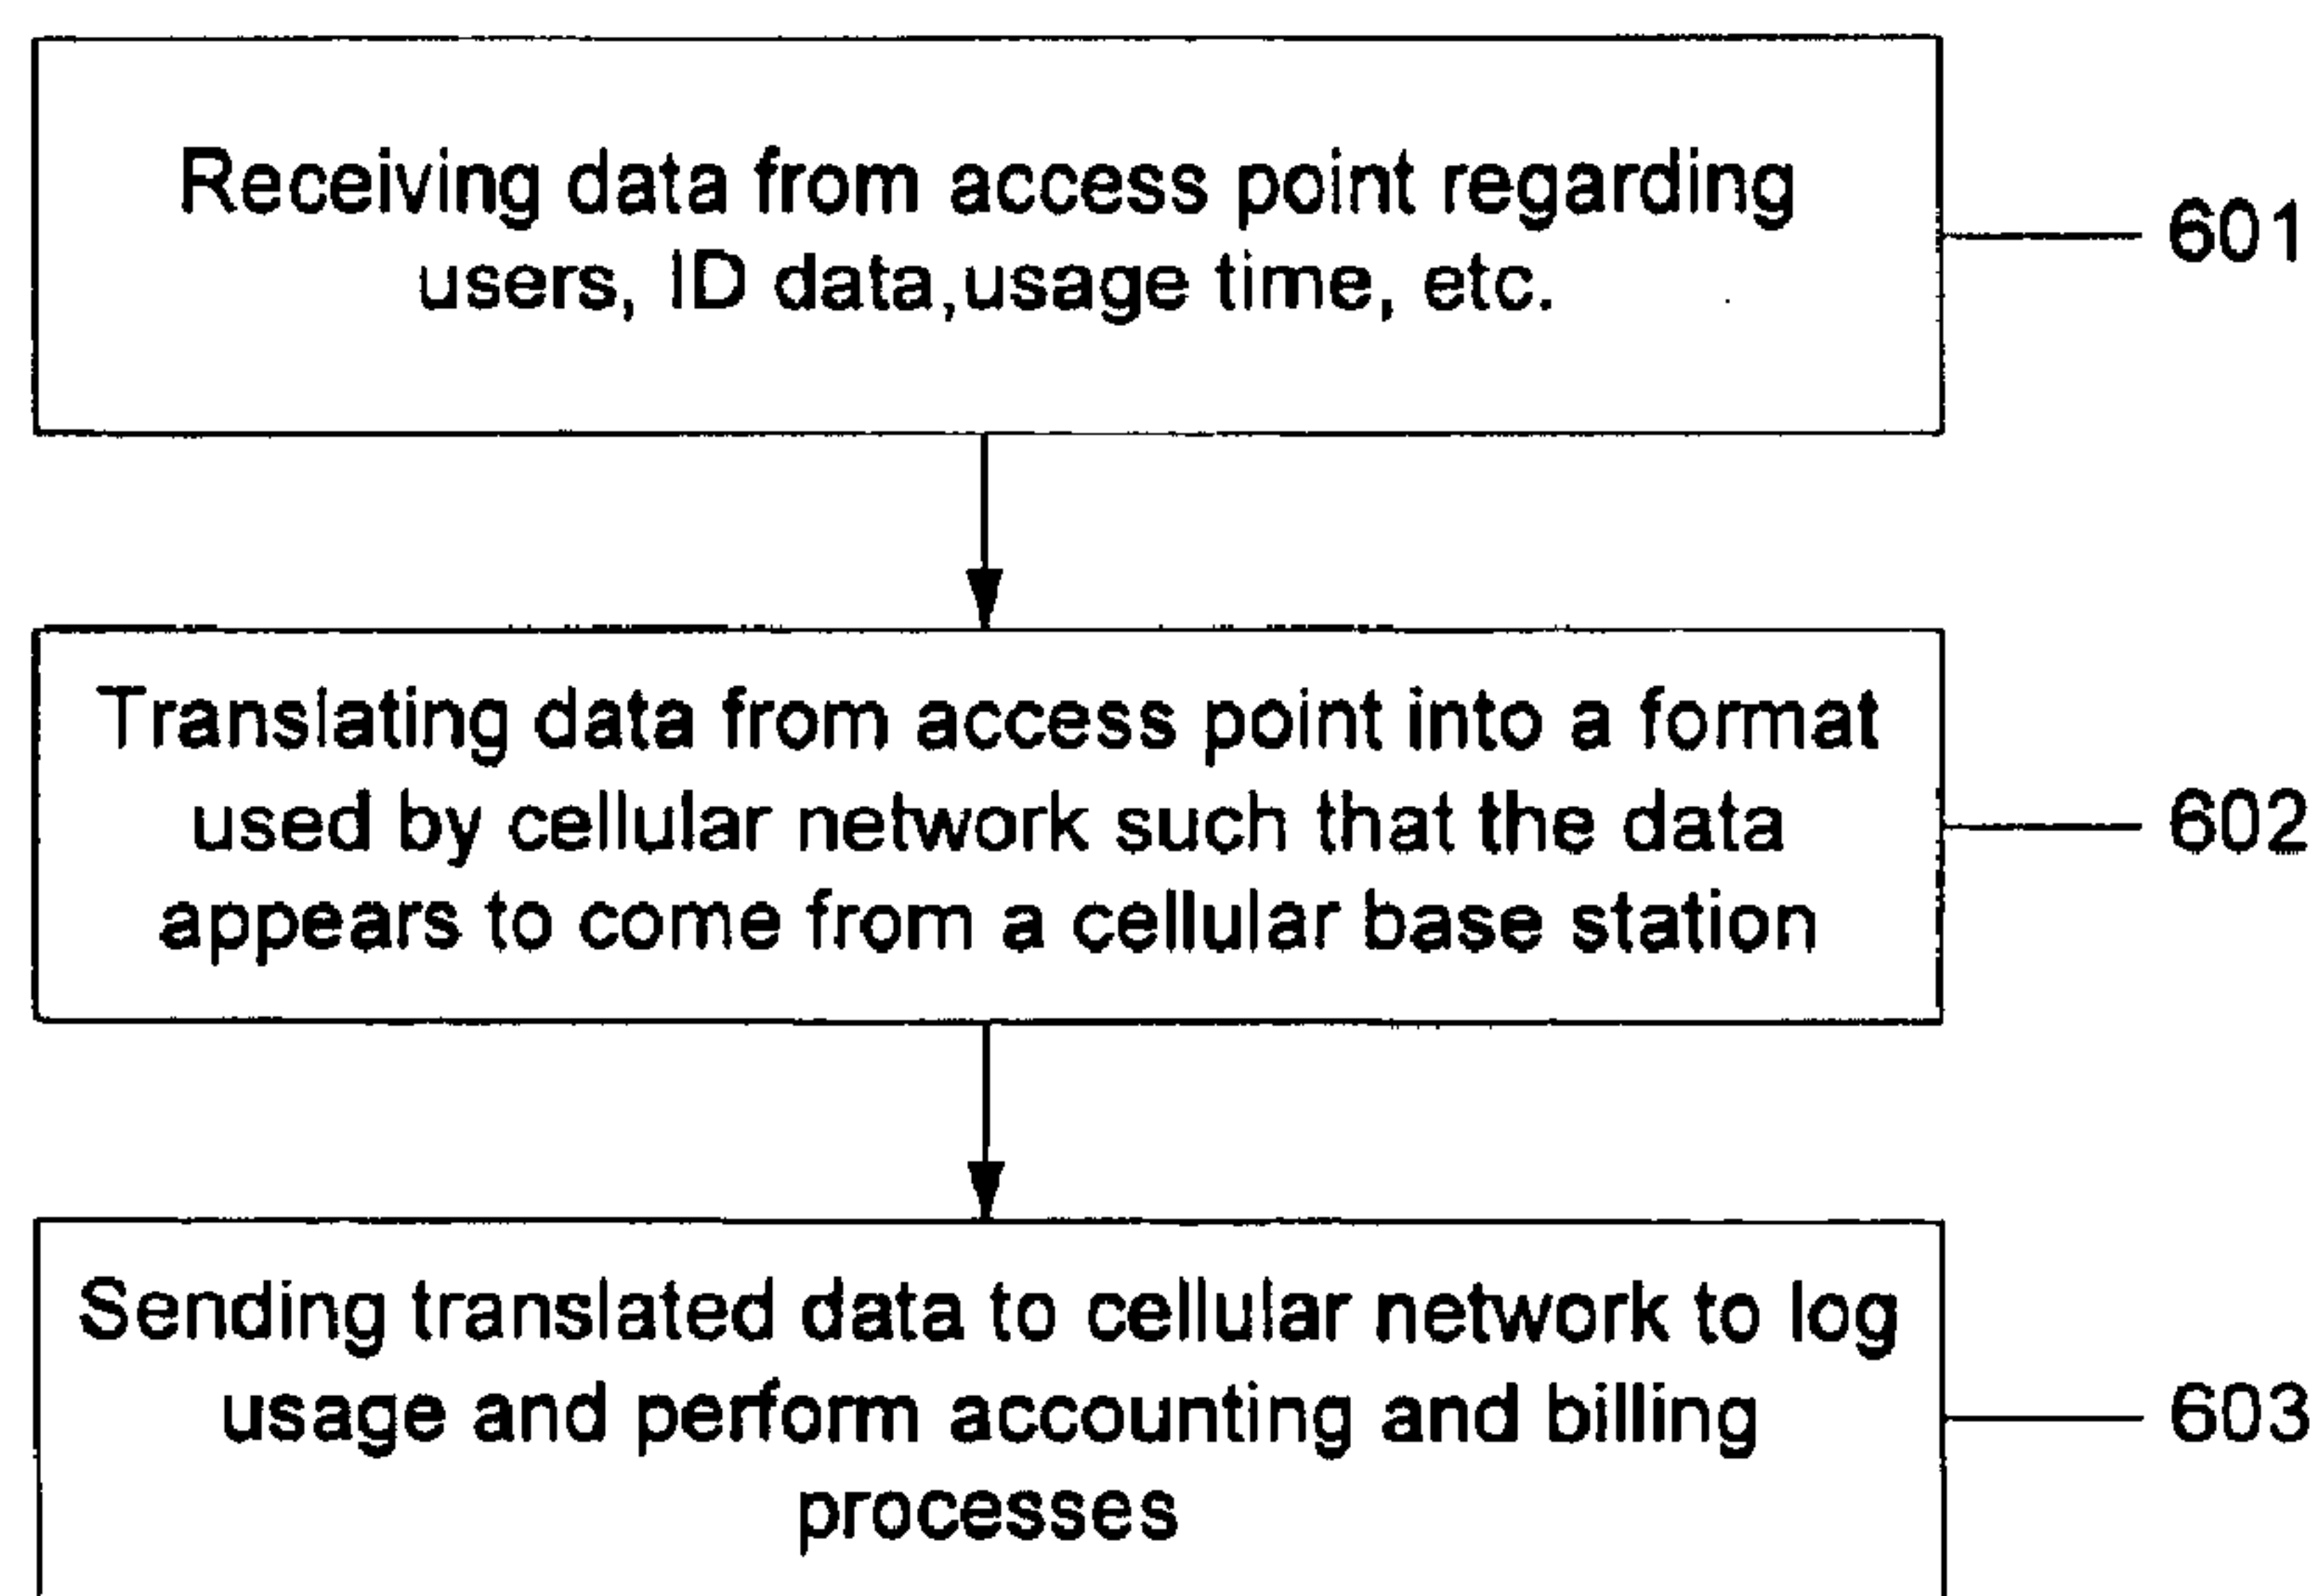 Receiving data from access point regarding
users, ID data,usage time, etc.
601
Translating data from access point into a format
used by cellular network such that the data
appears to come from a cellular base station
602
Sending translated data to cellular network to log
usage and perform accounting and billing
processes
603